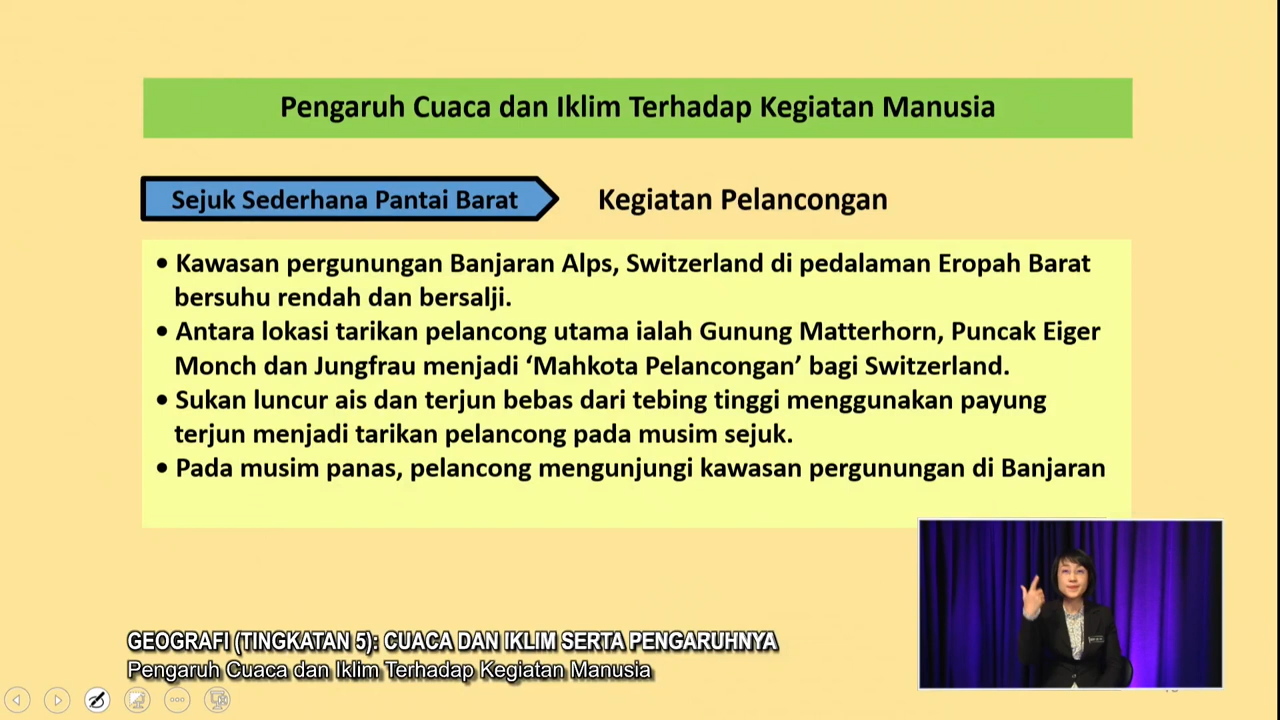 Pengaruh Cuaca dan Iklim Terhadap Kegiatan Manusia
Sejuk Sederhana Pantai Barat
Kegiatan Pelancongan
• Kawasan pergunungan Banjaran Alps, Switzerland di pedalaman Eropah Barat
bersuhu rendah dan bersalji.
• Antara lokasi tarikan pelancong utama ialah Gunung Matterhorn, Puncak Eiger
Monch dan Jungfrau menjadi ‘Mahkota Pelancongan’ bagi Switzerland.
• Sukan luncur ais dan terjun bebas dari tebing tinggi menggunakan payung
terjun menjadi tarikan pelancong pada musim sejuk.
• Pada musim panas, pelancong mengunjungi kawasan pergunungan di Banjaran
GEOGRAFI (TINGKATAN 5): CUACA DAN IKLIM SERTA PENGARUHNYA
Pengaruh Cuaca dan Iklim Terhadap Kegiatan Manusia